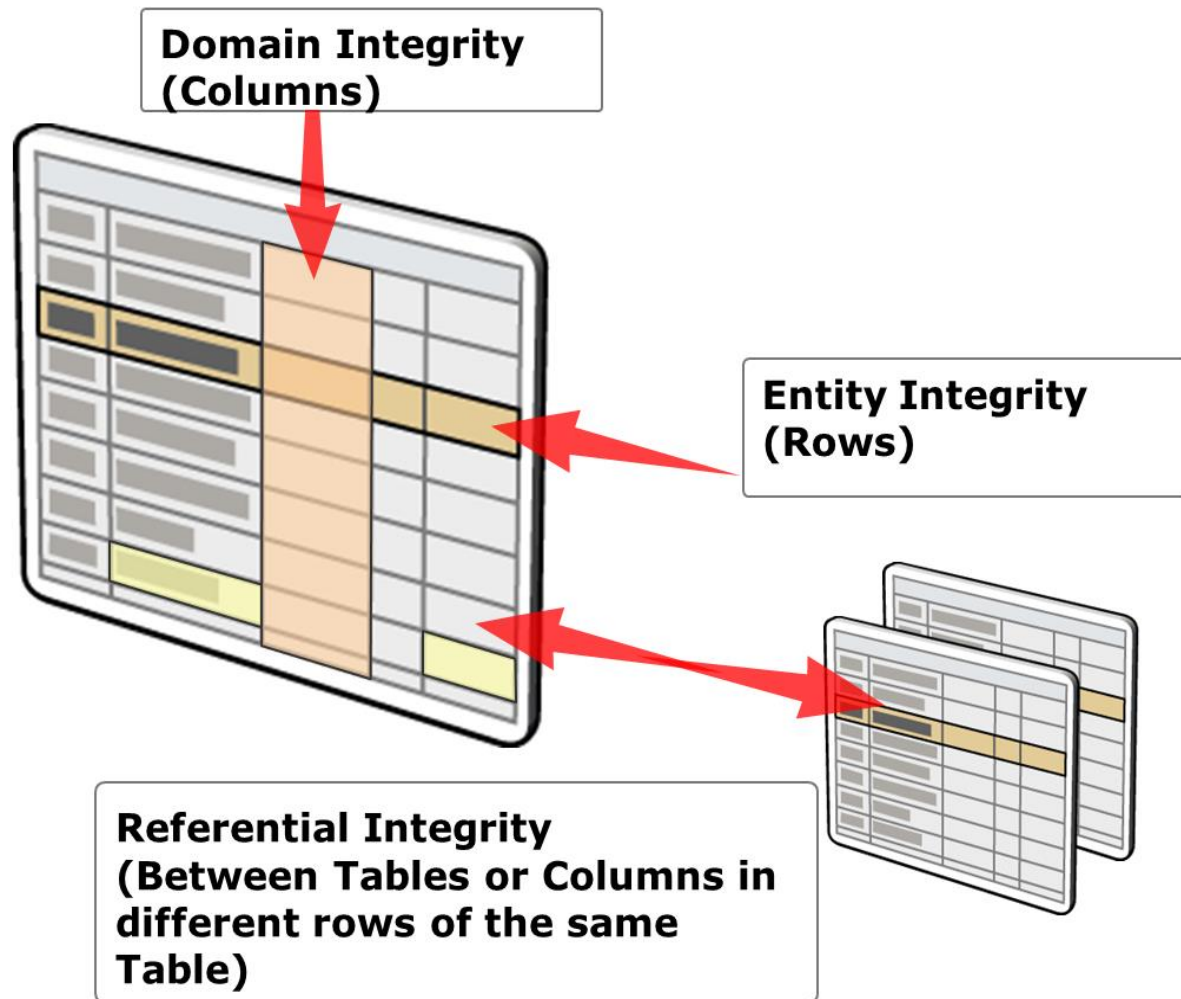 Domain Integrity
(Columns)
Entity Integrity
(Rows)
Referential Integrity
(Between Tables or Columns in
different rows of the same
Table)